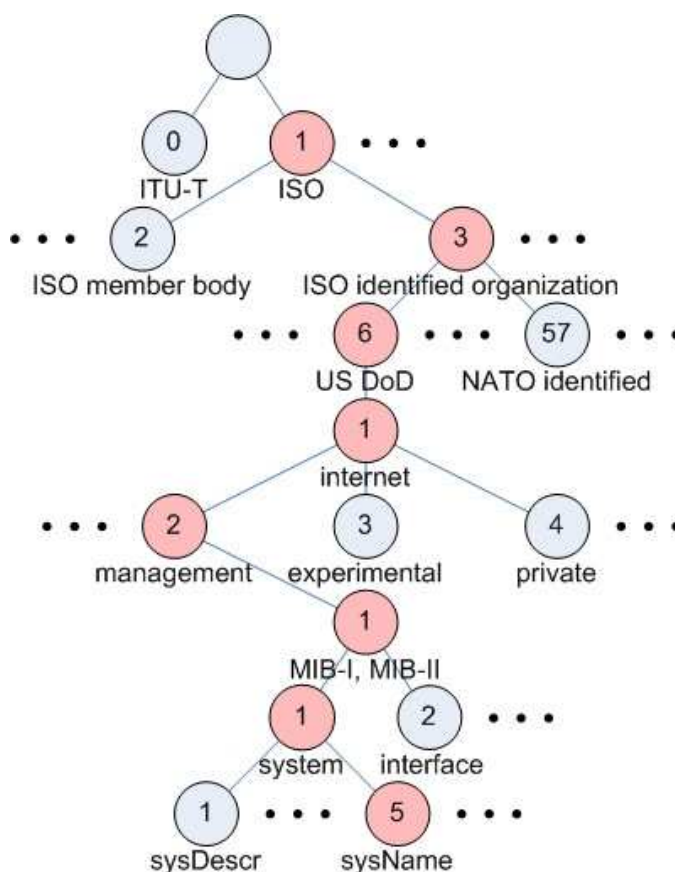 0 1
ITU-T ISO
2 3
ISO member body ISO identified organization
6 57
US DoD NATO identified
1
internet
2 3 4
management experimental private
1
MIB-I, MIB-II
1 2
system interface
1 5
sysDescr sysName